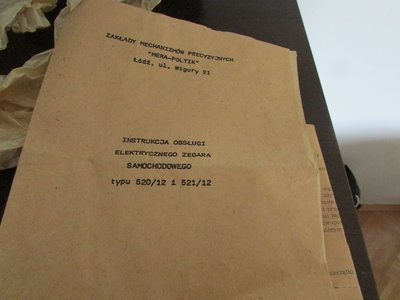 ZAKŁADY MECHANIZMÓW PRECYZYJNYCH
"MERA-POLTIK"
Łódź, ul. Wigury 21
INSTRUKCJA OBSŁUGI
ELEKTRYCZNEGO ZEGARA
SAMOCHODOWEGO
typu 520/12 i 521/12